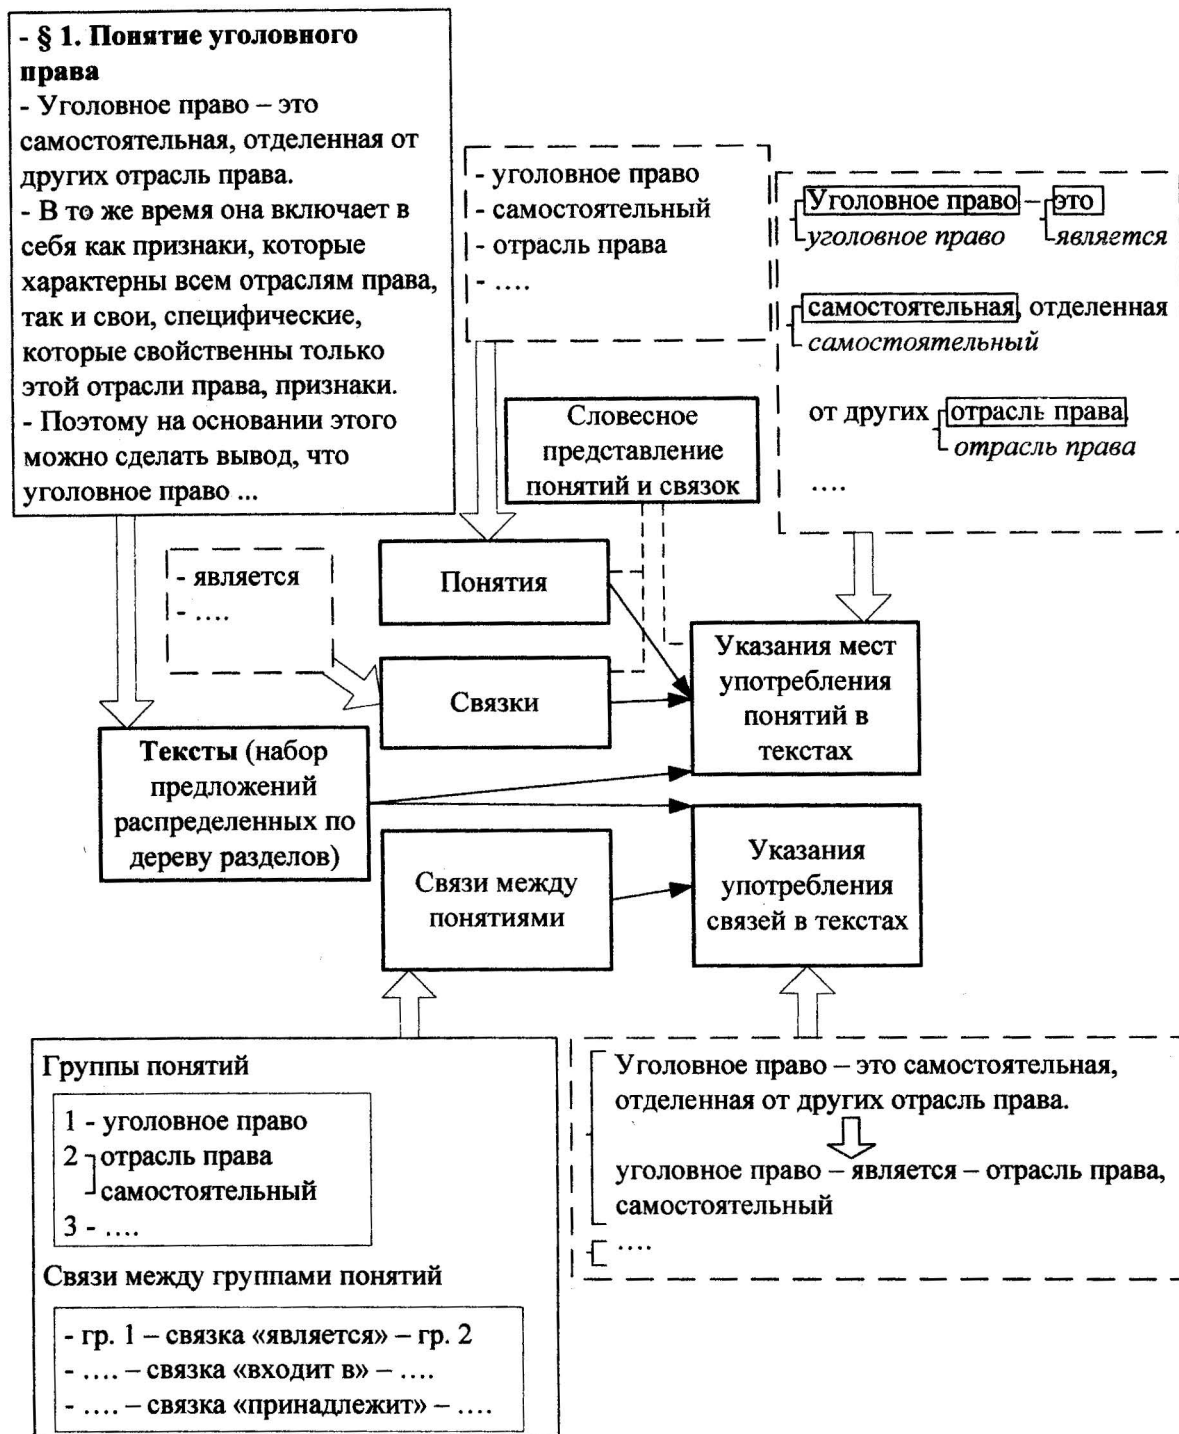 - § 1. Понятие уголовного
права
- Уголовное право – это
самостоятельная, отделенная от
других отрасль права.
- В то же время она включает в
себя как признаки, которые
характерны всем отраслям права,
так и свои, специфические,
которые свойственны только
этой отрасли права, признаки.
- Поэтому на основании этого
можно сделать вывод, что
уголовное право ...
- уголовное право
- самостоятельный
- отрасль права
- ....
Уголовное право – это
уголовное право является
самостоятельная, отделенная
самостоятельный
от других отрасль права.
отрасль права
....
Словесное
представление
понятий и связок
- является
- ....
Понятия
Связки
Указания мест
употребления
понятий в
текстах
Тексты (набор
предложений
распределенных по
дереву разделов)
Связи между
понятиями
Указания
употребления
связей в текстах
Группы понятий
1 - уголовное право
2 отрасль права
самостоятельный
3 - ....
Связи между группами понятий
- гр. 1 – связка «является» – гр. 2
- .... – связка «входит в» – ....
- .... – связка «принадлежит» – ....
Уголовное право – это самостоятельная,
отделенная от других отрасль права.
уголовное право – является – отрасль права,
самостоятельный
....